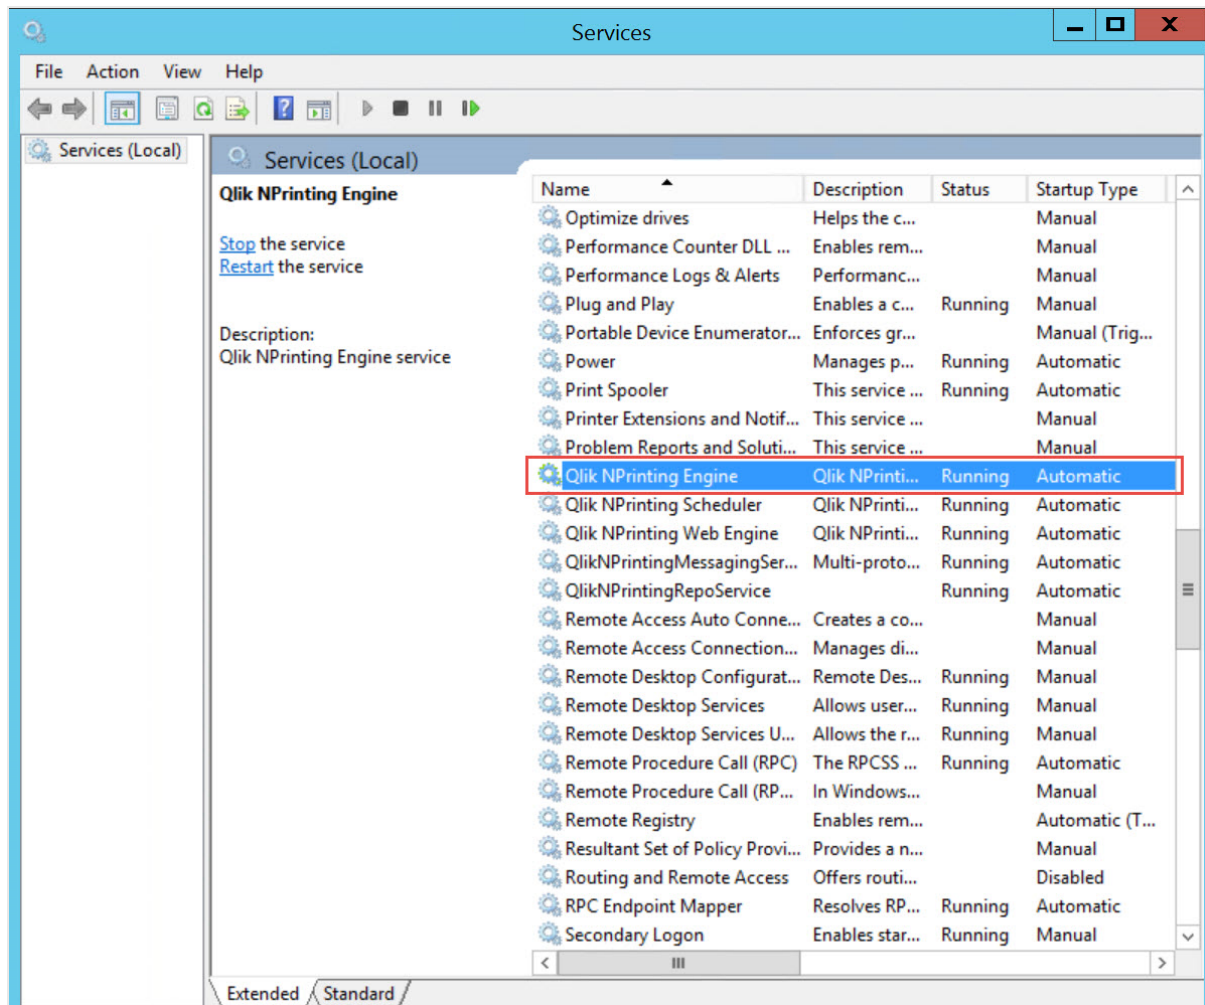 Services
File Action View Help
Services (Local)
Services (Local)
Qlik NPrinting Engine
Stop the service
Restart the service
Description:
Qlik NPrinting Engine service
Name Description Status Startup Type
Optimize drives Helps the c... Manual
Performance Counter DLL ... Enables rem... Manual
Performance Logs & Alerts Performanc... Manual
Plug and Play Enables a c... Running Manual
Portable Device Enumerator... Enforces gr... Manual (Trig...
Power Manages p... Running Automatic
Print Spooler This service ... Running Automatic
Printer Extensions and Notif... This service ... Manual
Problem Reports and Soluti... This service ... Manual
Qlik NPrinting Engine Qlik NPrinti... Running Automatic
Qlik NPrinting Scheduler Qlik NPrinti... Running Automatic
Qlik NPrinting Web Engine Qlik NPrinti... Running Automatic
QlikNPrintingMessagingSer... Multi-proto... Running Automatic
QlikNPrintingRepoService Running Automatic
Remote Access Auto Conne... Creates a co... Manual
Remote Access Connection... Manages di... Manual
Remote Desktop Configurat... Remote Des... Running Manual
Remote Desktop Services Allows user... Running Manual
Remote Desktop Services U... Allows the r... Running Manual
Remote Procedure Call (RPC) The RPCSS ... Running Automatic
Remote Procedure Call (RP... In Windows... Manual
Remote Registry Enables rem... Automatic (T...
Resultant Set of Policy Provi... Provides a n... Manual
Routing and Remote Access Offers routi... Disabled
RPC Endpoint Mapper Resolves RP... Running Automatic
Secondary Logon Enables star... Running Manual
Extended Standard